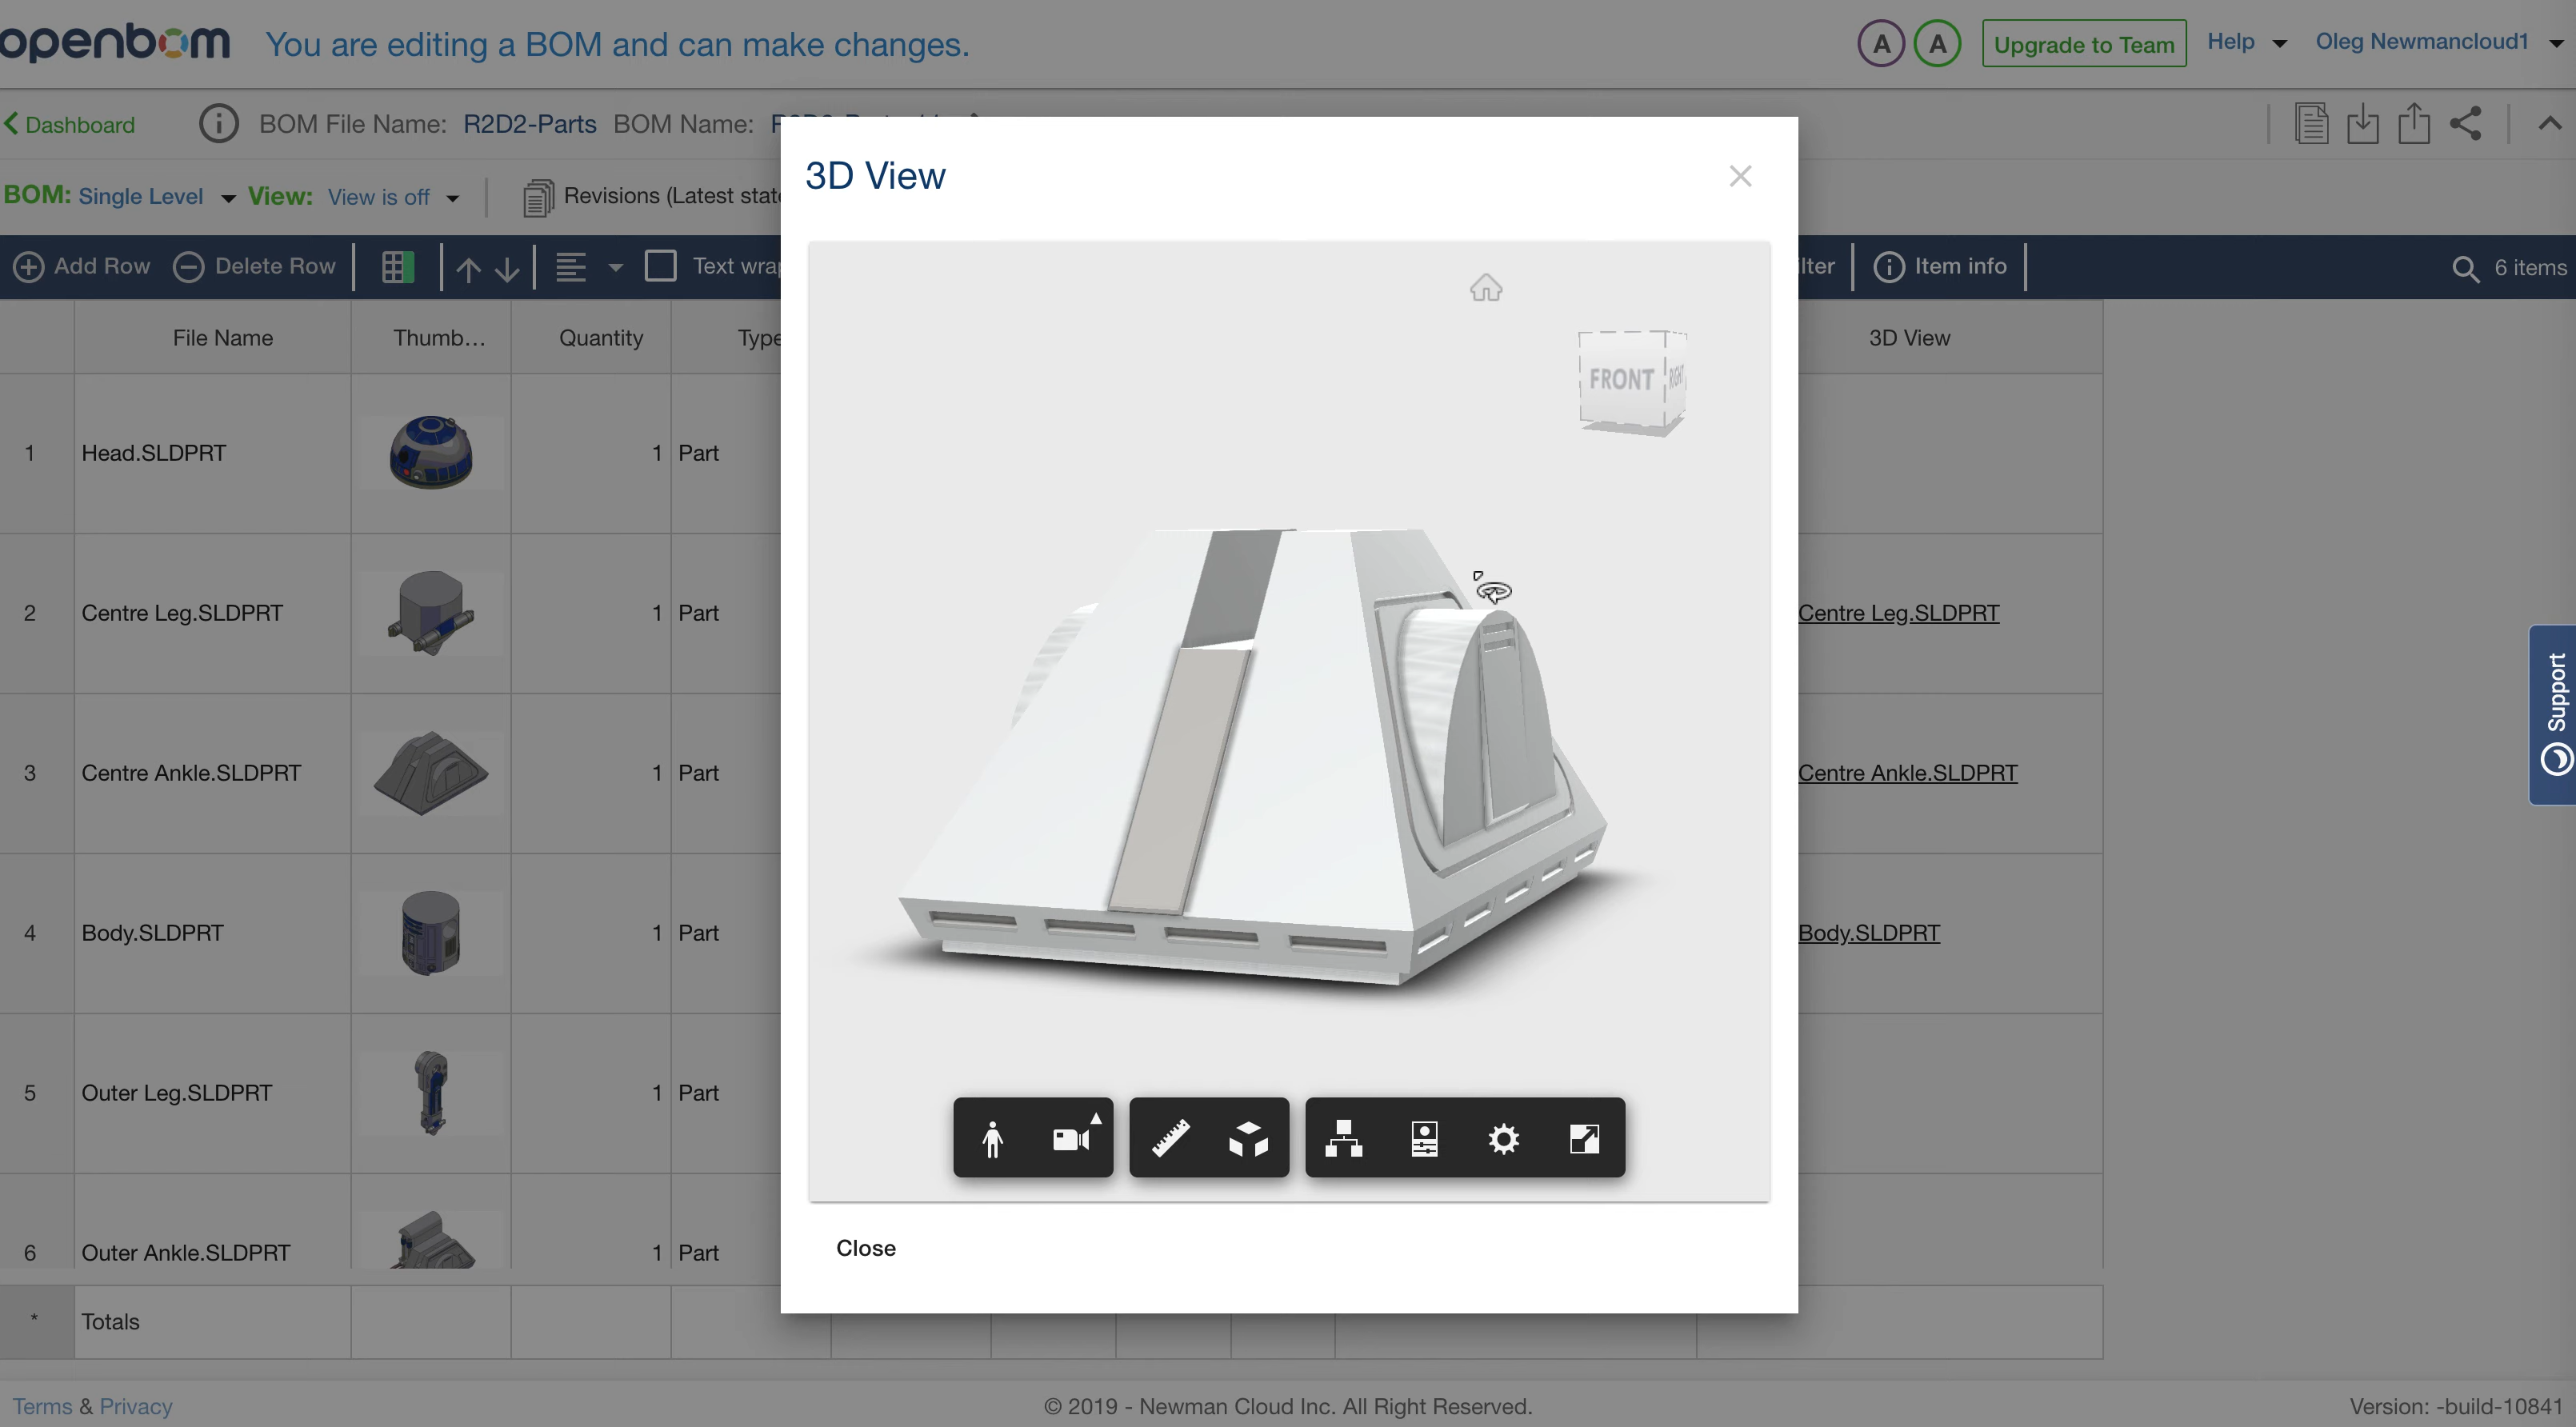 openbom You are editing a BOM and can make changes. A A Upgrade to Team Help Oleg Newmancloud1
Dashboard BOM File Name: R2D2-Parts BOM Name:
BOM: Single Level View: View is off Revisions (Latest state
3D View
Add Row Delete Row Text wrap Item info 6 items
File Name Thumb... Quantity Type 3D View
FRONT RIGHT
1 Head.SLDPRT 1 Part
2 Centre Leg.SLDPRT 1 Part Centre Leg.SLDPRT
3 Centre Ankle.SLDPRT 1 Part Centre Ankle.SLDPRT
Support
4 Body.SLDPRT 1 Part Body.SLDPRT
5 Outer Leg.SLDPRT 1 Part
6 Outer Ankle.SLDPRT 1 Part
Close
* Totals
Terms & Privacy © 2019 - Newman Cloud Inc. All Right Reserved. Version: -build-10841